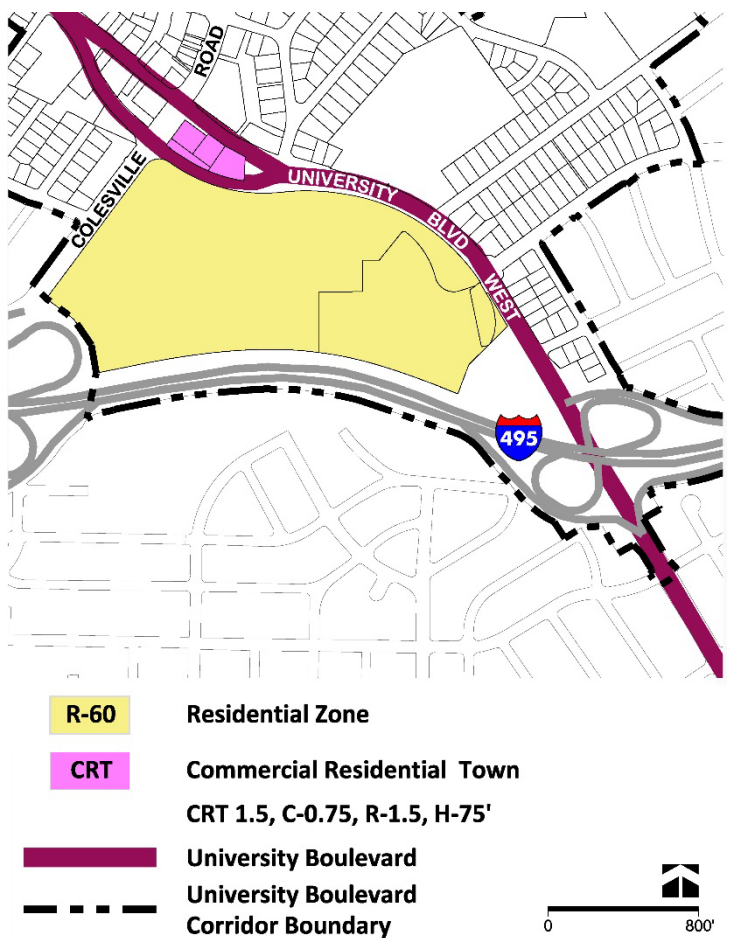 ROAD
COLESVILLE
UNIVERSITY
BLVD
WEST
495
R-60
Residential Zone
CRT
Commercial Residential Town
CRT 1.5, C-0.75, R-1.5, H-75'
University Boulevard
University Boulevard
Corridor Boundary
0
800'